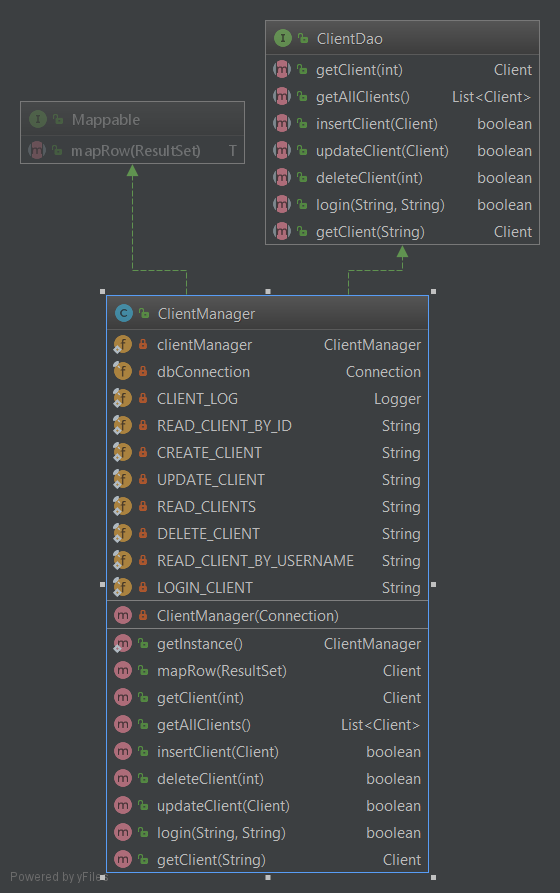 I ClientDao
m getClient(int) Client
m getAllClients() List<Client>
m insertClient(Client) boolean
m updateClient(Client) boolean
m deleteClient(int) boolean
m login(String, String) boolean
m getClient(String) Client
I Mappable
m mapRow(ResultSet) T
C ClientManager
f clientManager ClientManager
f dbConnection Connection
f CLIENT_LOG Logger
f READ_CLIENT_BY_ID String
f CREATE_CLIENT String
f UPDATE_CLIENT String
f READ_CLIENTS String
f DELETE_CLIENT String
f READ_CLIENT_BY_USERNAME String
f LOGIN_CLIENT String
m ClientManager(Connection)
m getInstance() ClientManager
m mapRow(ResultSet) Client
m getClient(int) Client
m getAllClients() List<Client>
m insertClient(Client) boolean
m deleteClient(int) boolean
m updateClient(Client) boolean
m login(String, String) boolean
m getClient(String) Client
Powered by yFiles